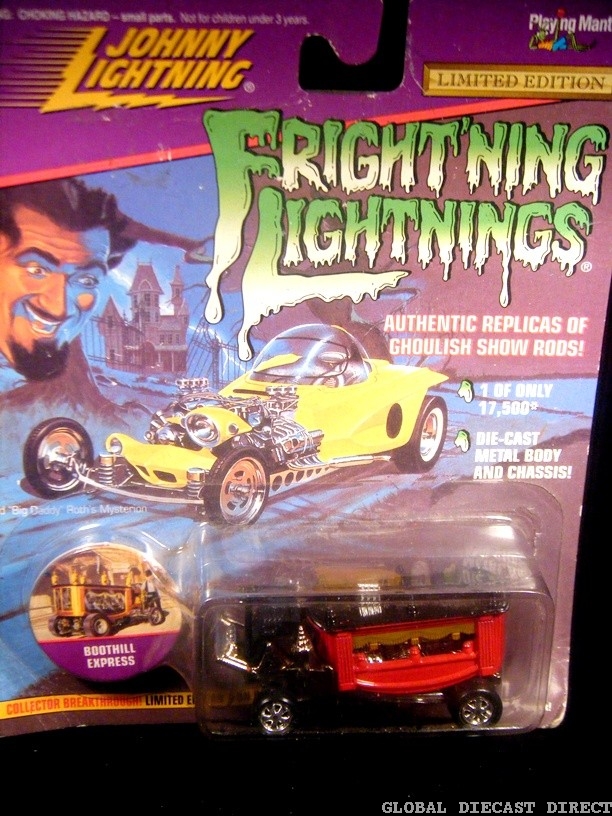 CHOKING HAZARD – small parts. Not for children under 3 years.
Playing Mant
JOHNNY
LIGHTNING®
LIMITED EDITION
FRIGHT'NING
LIGHTNINGS®
AUTHENTIC REPLICAS OF
GHOULISH SHOW RODS!
1 OF ONLY
17,500*
DIE-CAST
METAL BODY
AND CHASSIS!
d "Big Daddy" Roth's Mysterion
BOOTHILL
EXPRESS
COLLECTOR BREAKTHROUGH! LIMITED E
GLOBAL DIECAST DIRECT